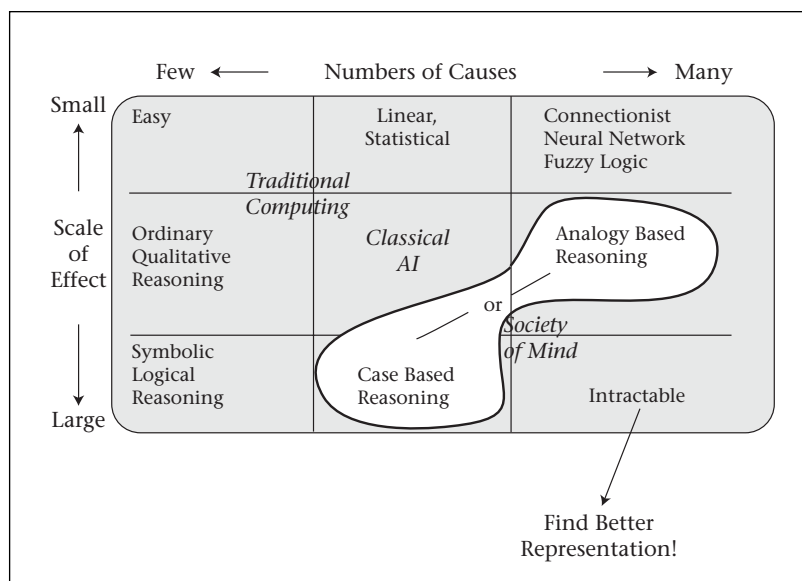 Few Numbers of Causes Many
Small
Scale
of
Effect
Large
Easy
Linear,
Statistical
Connectionist
Neural Network
Fuzzy Logic
Traditional
Computing
Ordinary
Qualitative
Reasoning
Classical
AI
Analogy Based
Reasoning
or
Society
of Mind
Symbolic
Logical
Reasoning
Case Based
Reasoning
Intractable
Find Better
Representation!